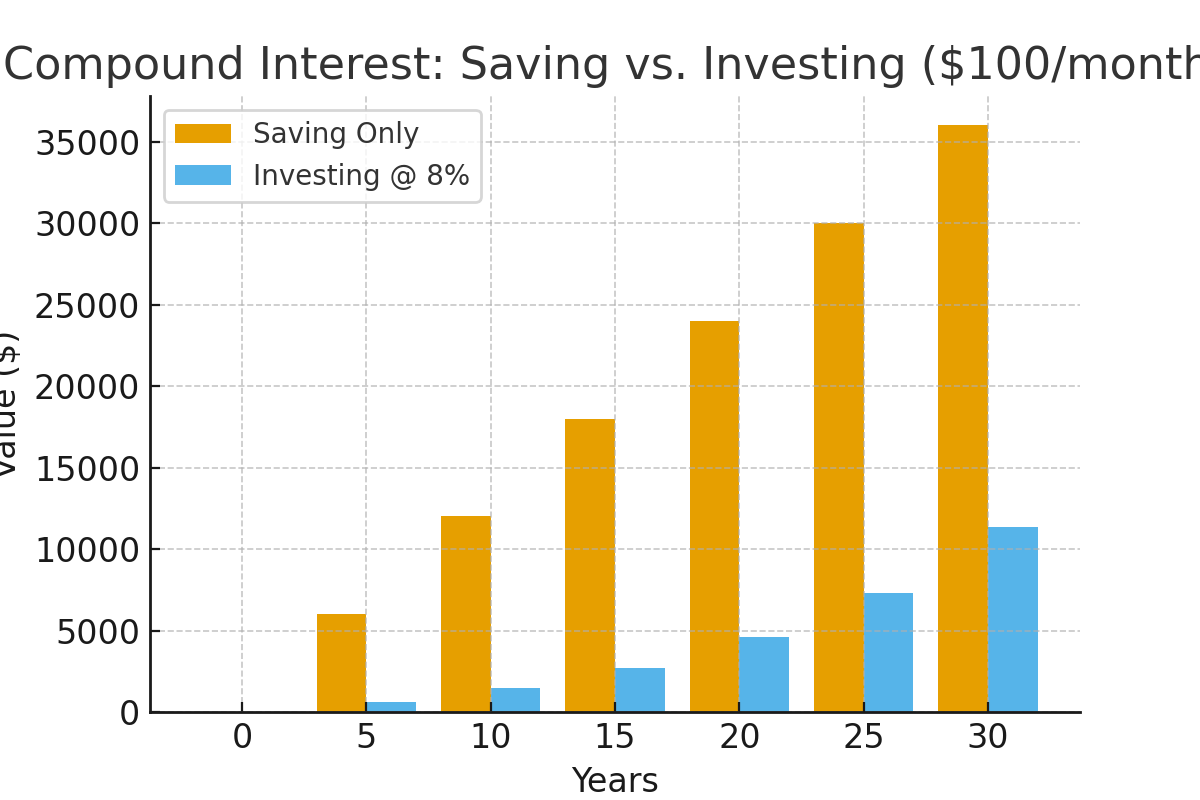 Compound Interest: Saving vs. Investing ($100/month
Saving Only
Investing @ 8%
Value ($)
35000
30000
25000
20000
15000
10000
5000
0
0 5 10 15 20 25 30
Years